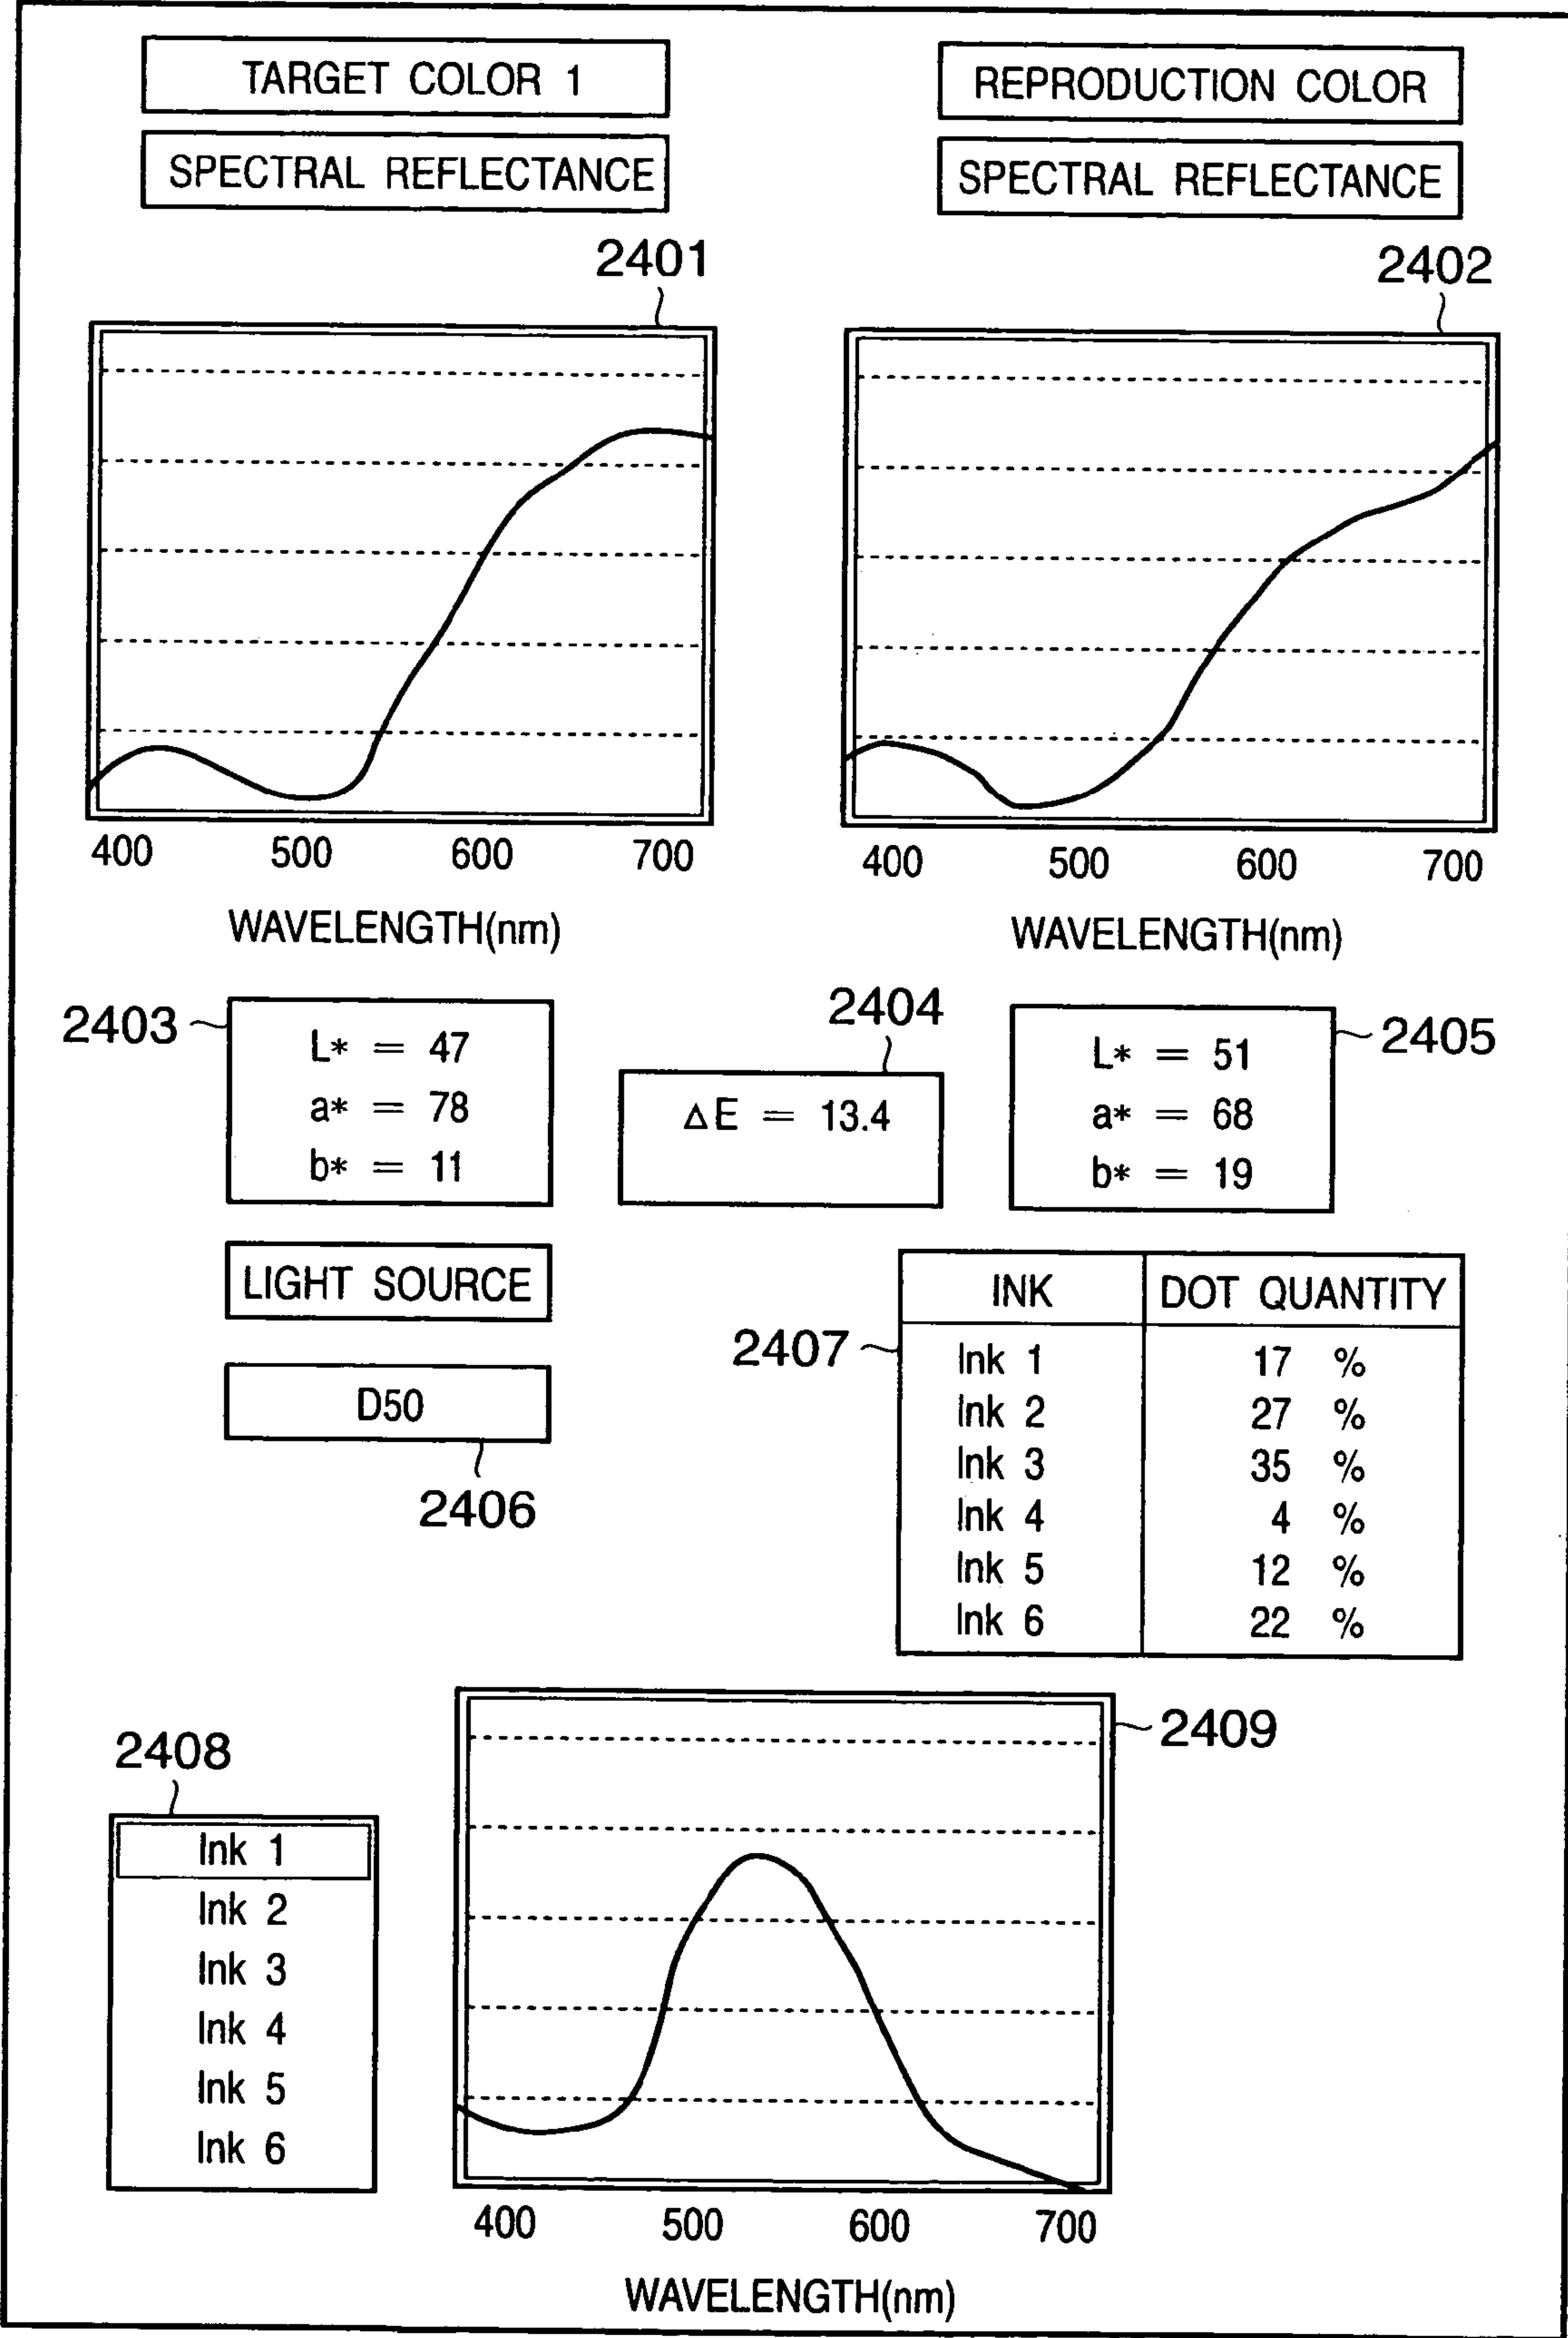 TARGET COLOR 1
REPRODUCTION COLOR
SPECTRAL REFLECTANCE
SPECTRAL REFLECTANCE
2401
2402
400 500 600 700
400 500 600 700
WAVELENGTH(nm)
WAVELENGTH(nm)
2403
L* = 47
a* = 78
b* = 11
2404
ΔE = 13.4
2405
L* = 51
a* = 68
b* = 19
LIGHT SOURCE
D50
2406
2407
INK DOT QUANTITY
Ink 1 17 %
Ink 2 27 %
Ink 3 35 %
Ink 4 4 %
Ink 5 12 %
Ink 6 22 %
2408
Ink 1
Ink 2
Ink 3
Ink 4
Ink 5
Ink 6
2409
400 500 600 700
WAVELENGTH(nm)